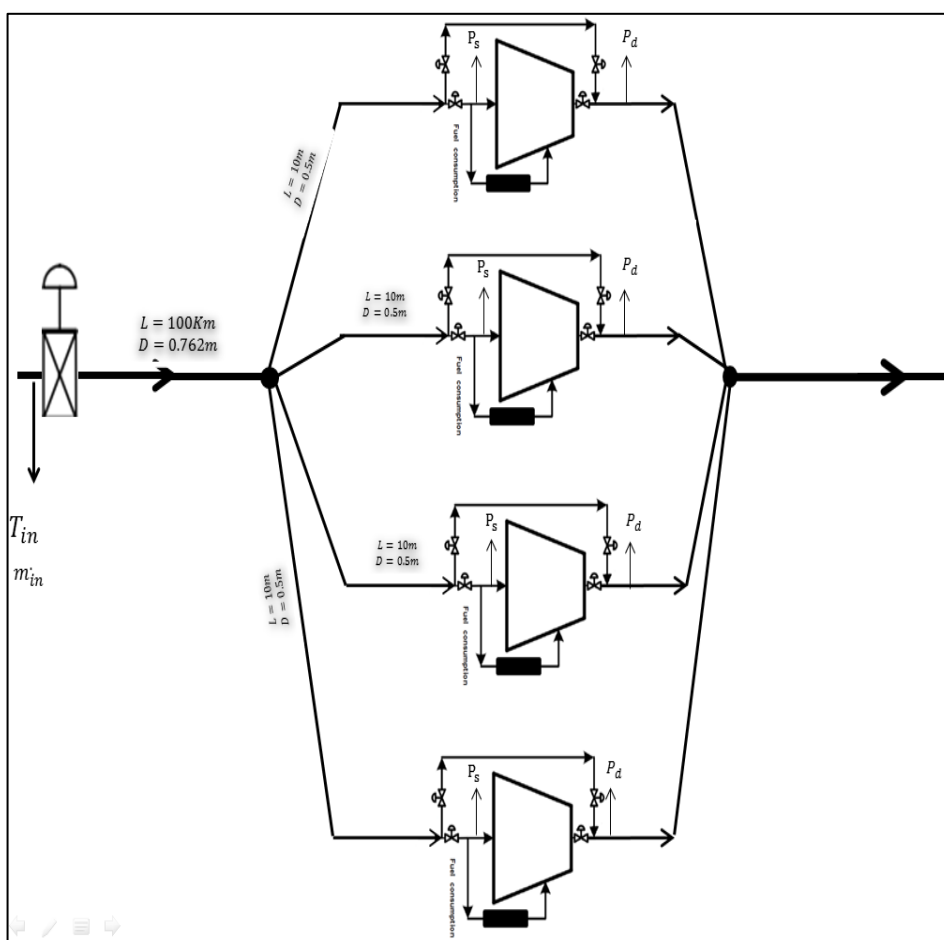 P_s
P_d
Fuel consumption
L = 10m
D = 0.5m
P_s
P_d
L = 10m
D = 0.5m
Fuel consumption
L = 100Km
D = 0.762m
T_in
ṁ_in
P_s
P_d
L = 10m
D = 0.5m
Fuel consumption
L = 10m
D = 0.5m
P_s
P_d
Fuel consumption